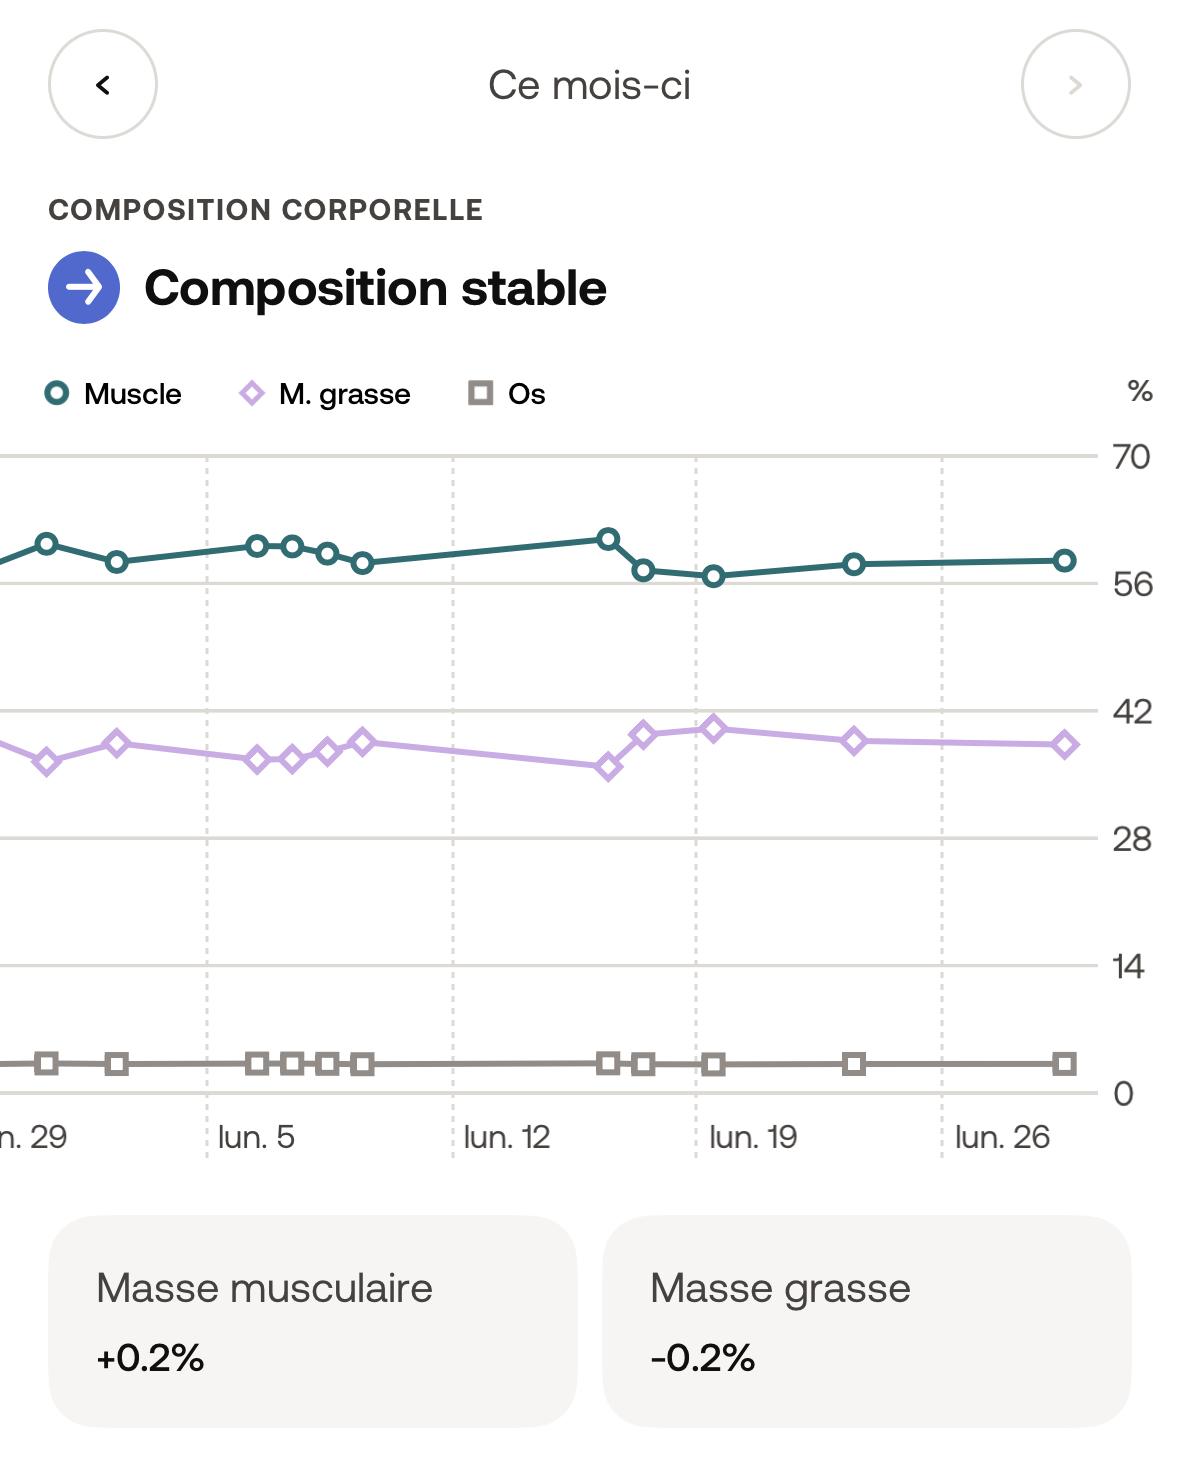 Ce mois-ci
COMPOSITION CORPORELLE
Composition stable
Muscle M. grasse Os
%
70
56
42
28
14
0
n. 29 lun. 5 lun. 12 lun. 19 lun. 26
Masse musculaire
+0.2%
Masse grasse
-0.2%